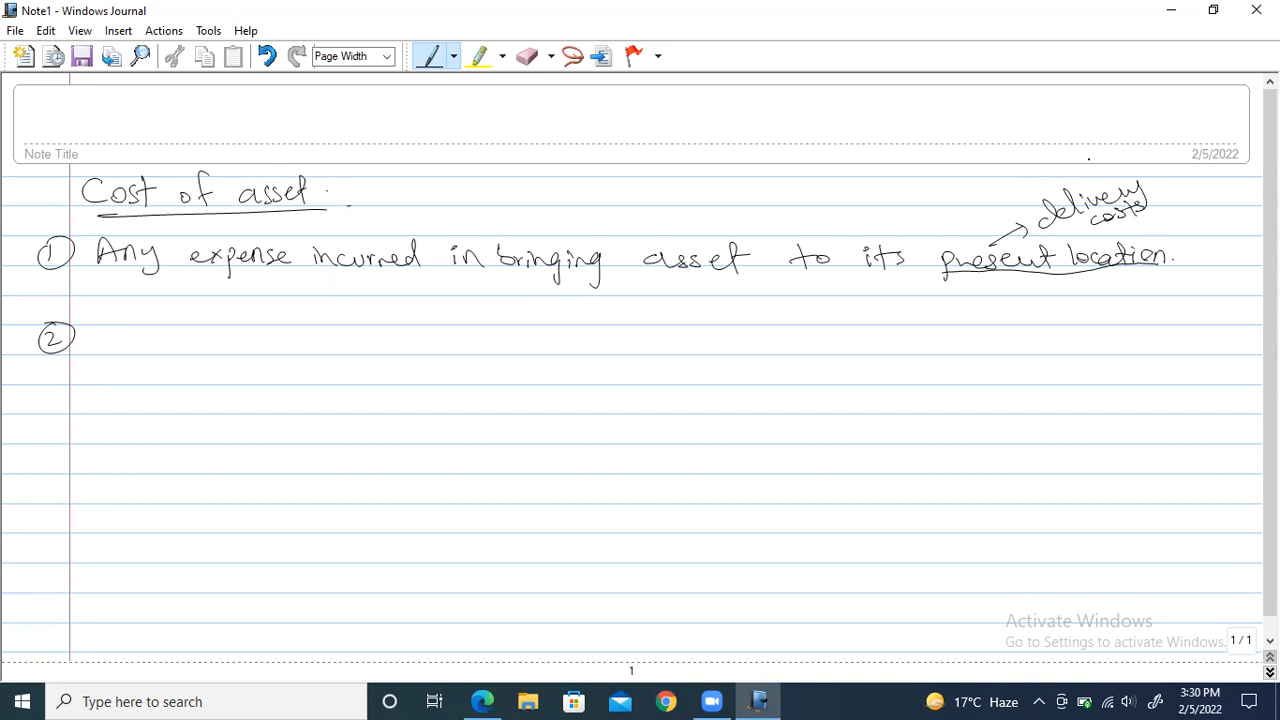 Note1 - Windows Journal
File Edit View Insert Actions Tools Help
Page Width
Note Title
2/5/2022
Cost of asset.
delivery
costs
① Any expense incurred in bringing asset to its present location.
②
Activate Windows
Go to Settings to activate Windows.
1 / 1
1
Type here to search
17°C Haze
3:30 PM
2/5/2022